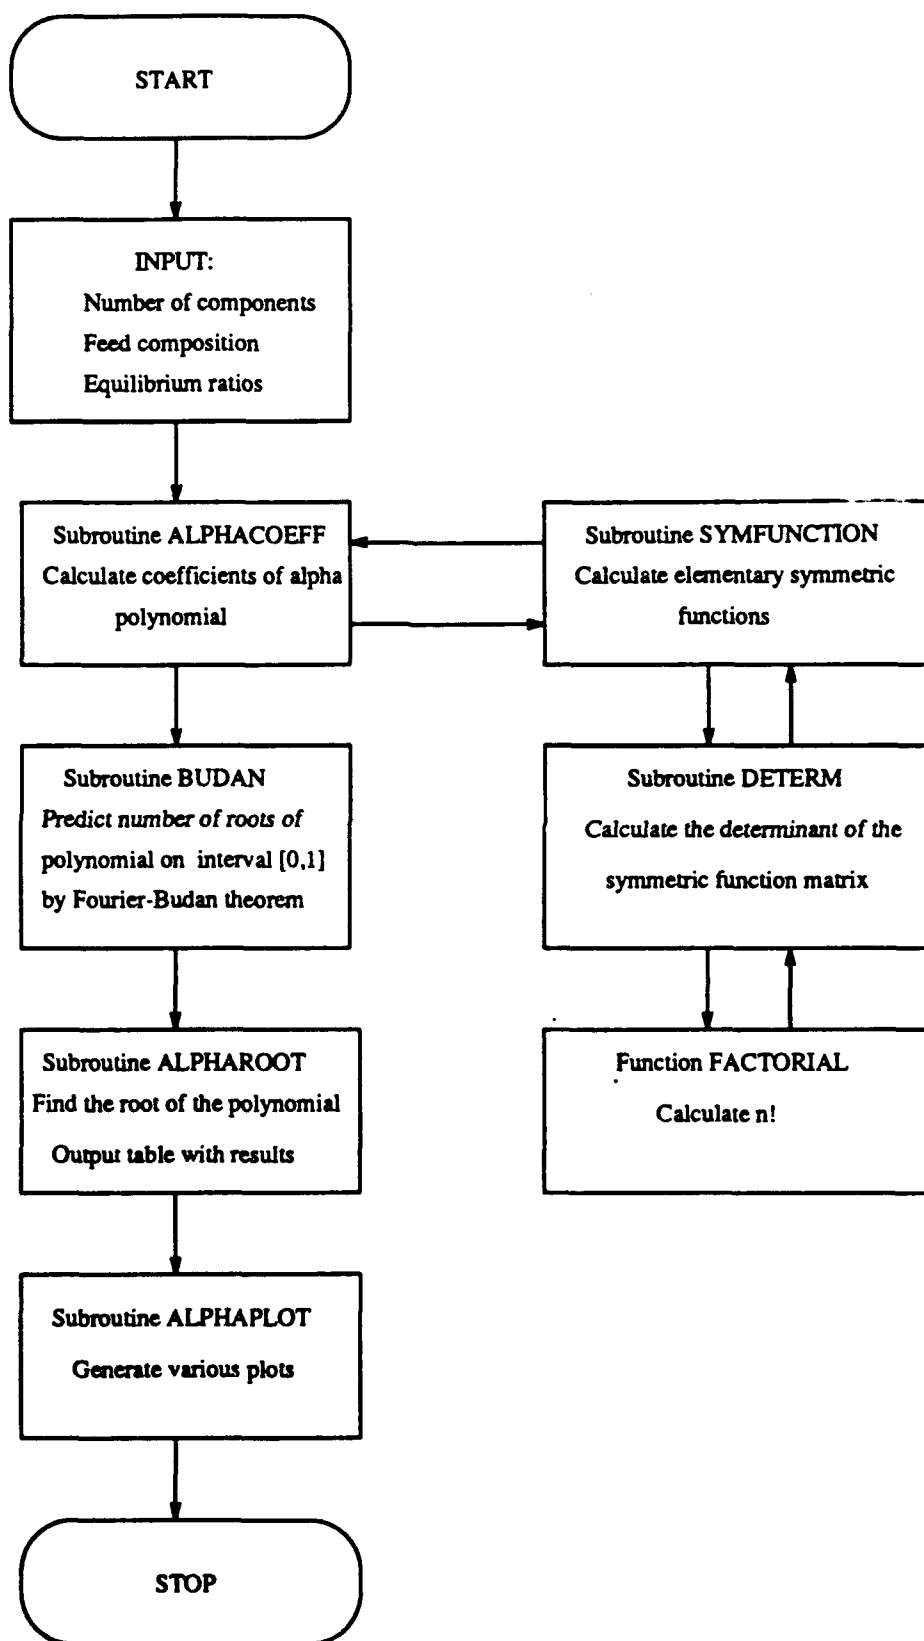 START
INPUT:
Number of components
Feed composition
Equilibrium ratios
Subroutine ALPHACOEFF
Calculate coefficients of alpha
polynomial
Subroutine SYMFUNCTION
Calculate elementary symmetric
functions
Subroutine BUDAN
Predict number of roots of
polynomial on interval [0,1]
by Fourier-Budan theorem
Subroutine DETERM
Calculate the determinant of the
symmetric function matrix
Subroutine ALPHAROOT
Find the root of the polynomial
Output table with results
Function FACTORIAL
Calculate n!
Subroutine ALPHAPLOT
Generate various plots
STOP